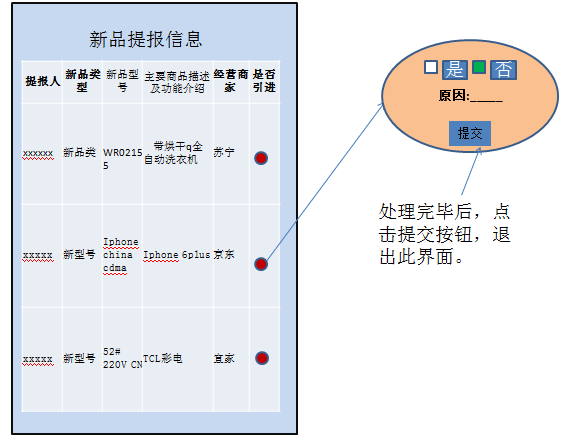 新品提报信息
提报人 新品类型 新品型号 主要商品描述及功能介绍 经营商家 是否引进
xxxxxx 新品类 WR02155 带烘干q全自动洗衣机 苏宁
xxxxx 新型号 Iphone china cdma Iphone 6plus 京东
xxxxx 新型号 52# 220V CN TCL彩电 宜家
是 否
原因:____
提交
处理完毕后，点
击提交按钮，退
出此界面。